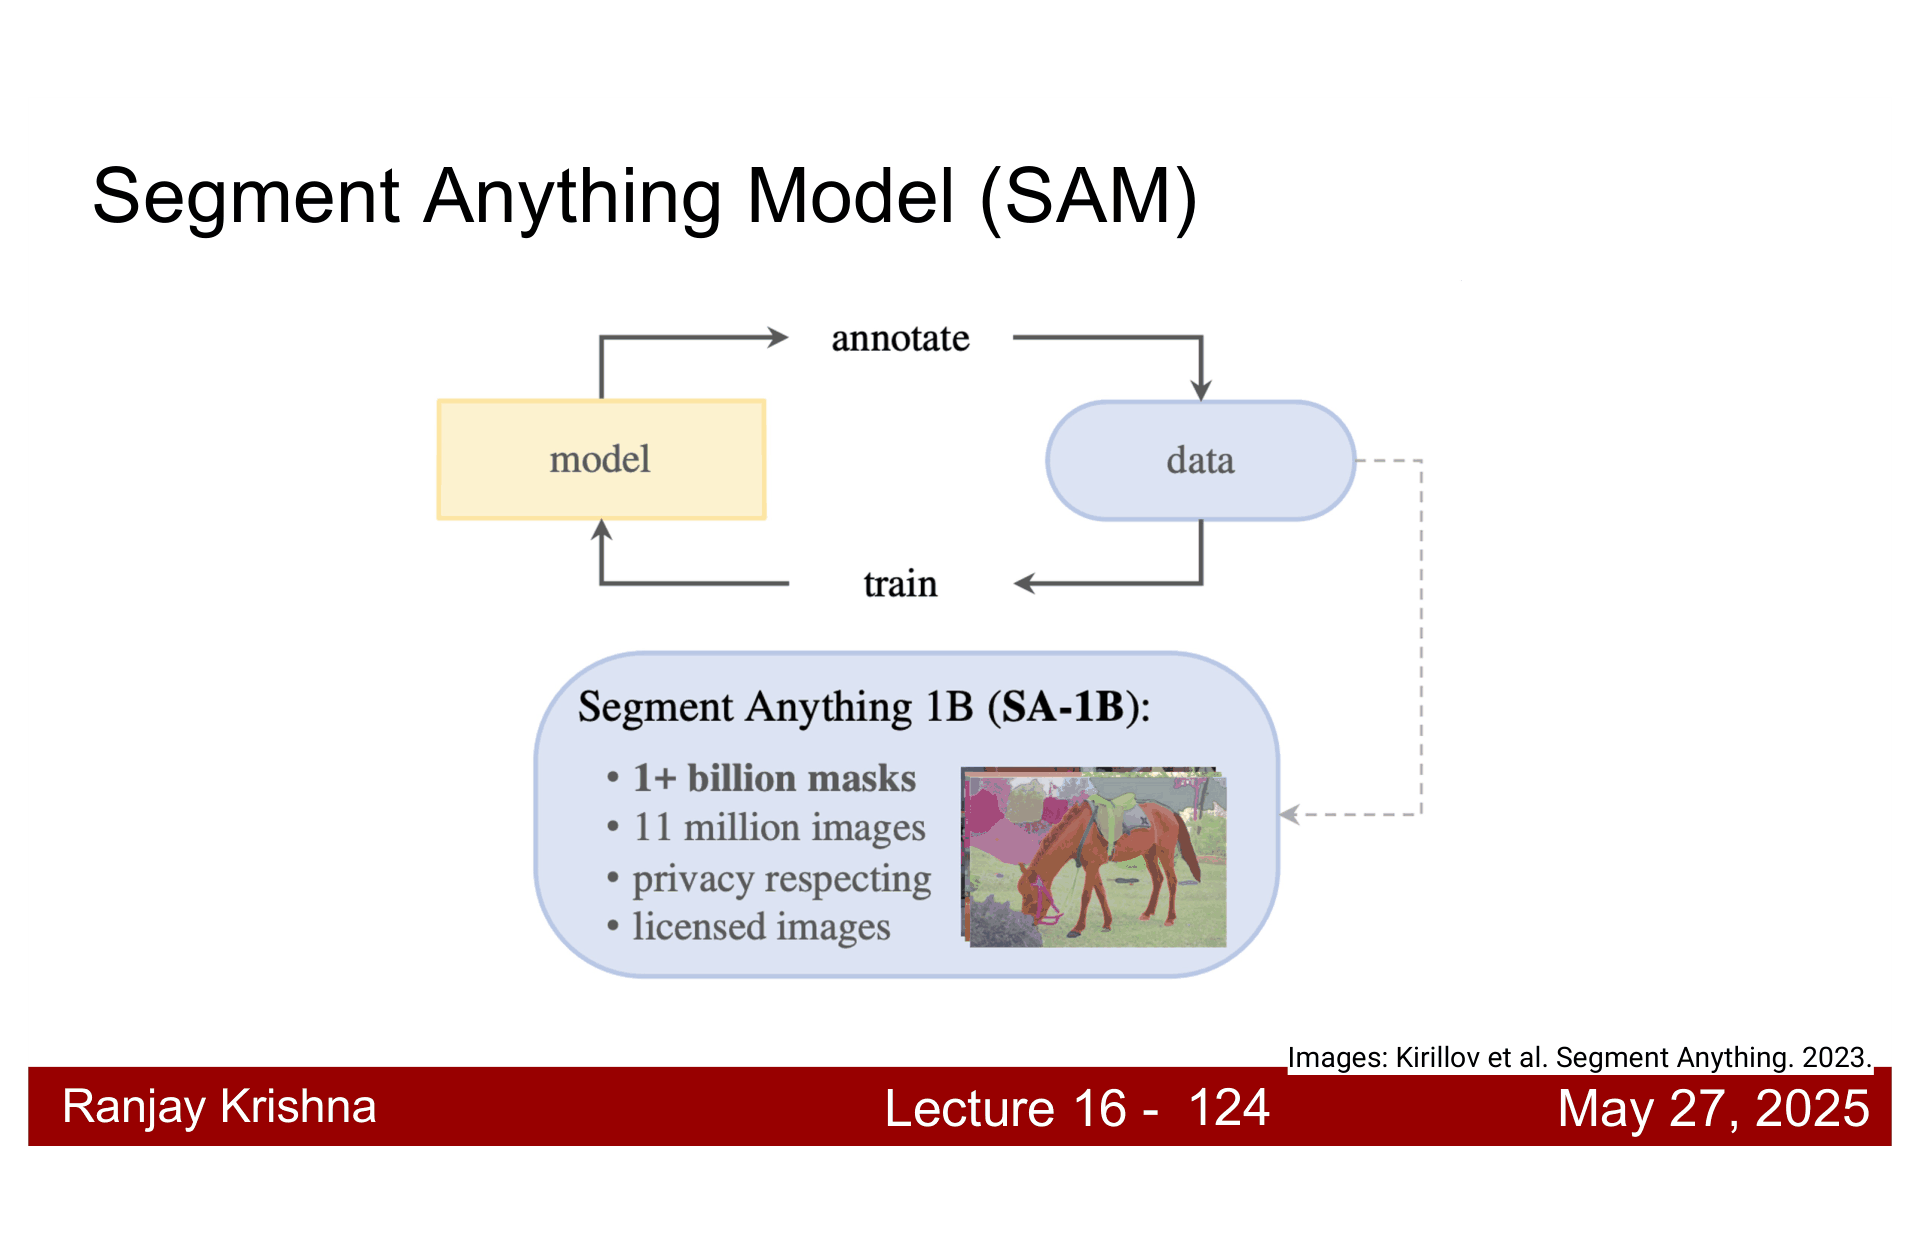 Segment Anything Model (SAM)
annotate
model
data
train
Segment Anything 1B (SA-1B):
• 1+ billion masks
• 11 million images
• privacy respecting
• licensed images
Images: Kirillov et al. Segment Anything. 2023.
Ranjay Krishna
Lecture 16 - 124
May 27, 2025